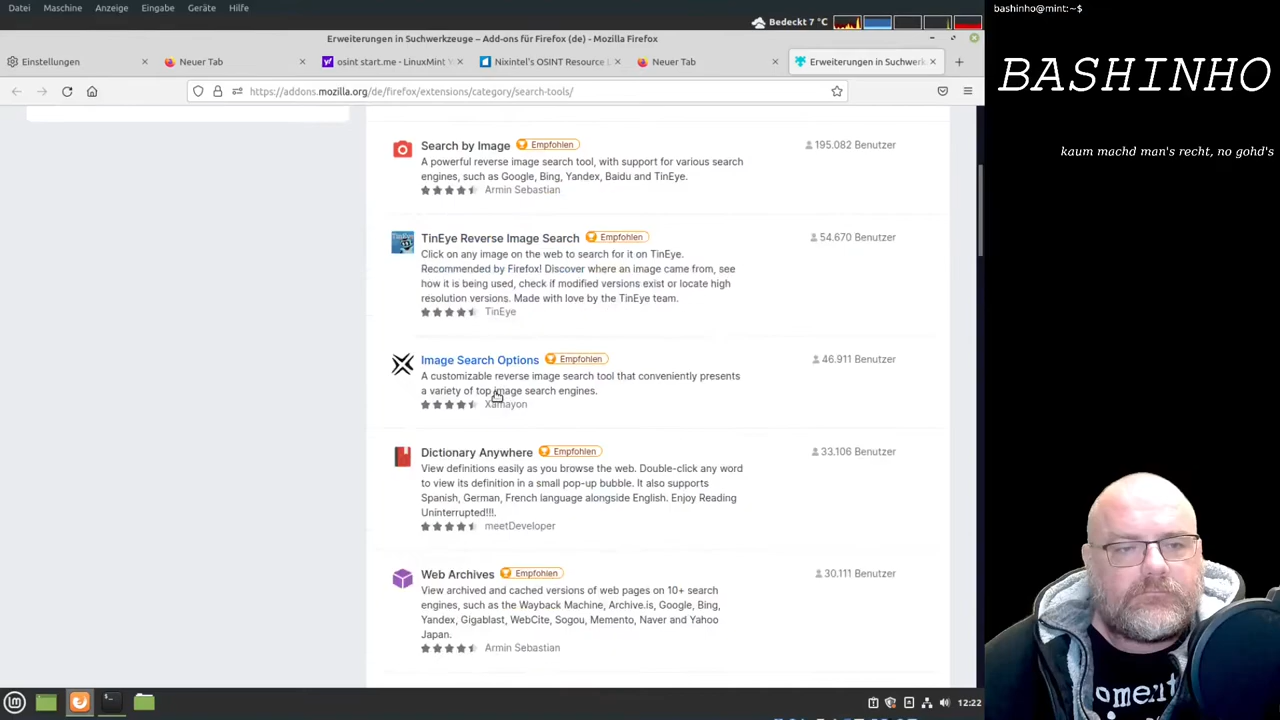 Datei Maschine Anzeige Eingabe Geräte Hilfe
bashinho@mint:~$
Bedeckt 7 °C
Erweiterungen in Suchwerkzeuge – Add-ons für Firefox (de) - Mozilla Firefox
Einstellungen
Neuer Tab
osint start.me - LinuxMint V
Nixintel's OSINT Resource L
Neuer Tab
Erweiterungen in Suchwerk
https://addons.mozilla.org/de/firefox/extensions/category/search-tools/
BASHINHO
kaum machd man's recht, no gohd's
Search by Image Empfohlen 195.082 Benutzer
A powerful reverse image search tool, with support for various search
engines, such as Google, Bing, Yandex, Baidu and TinEye.
Armin Sebastian
TinEye Reverse Image Search Empfohlen 54.670 Benutzer
Click on any image on the web to search for it on TinEye.
Recommended by Firefox! Discover where an image came from, see
how it is being used, check if modified versions exist or locate high
resolution versions. Made with love by the TinEye team.
TinEye
Image Search Options Empfohlen 46.911 Benutzer
A customizable reverse image search tool that conveniently presents
a variety of top image search engines.
Xamayon
Dictionary Anywhere Empfohlen 33.106 Benutzer
View definitions easily as you browse the web. Double-click any word
to view its definition in a small pop-up bubble. It also supports
Spanish, German, French language alongside English. Enjoy Reading
Uninterrupted!!!.
meetDeveloper
Web Archives Empfohlen 30.111 Benutzer
View archived and cached versions of web pages on 10+ search
engines, such as the Wayback Machine, Archive.is, Google, Bing,
Yandex, Gigablast, WebCite, Sogou, Memento, Naver and Yahoo
Japan.
Armin Sebastian
12:22